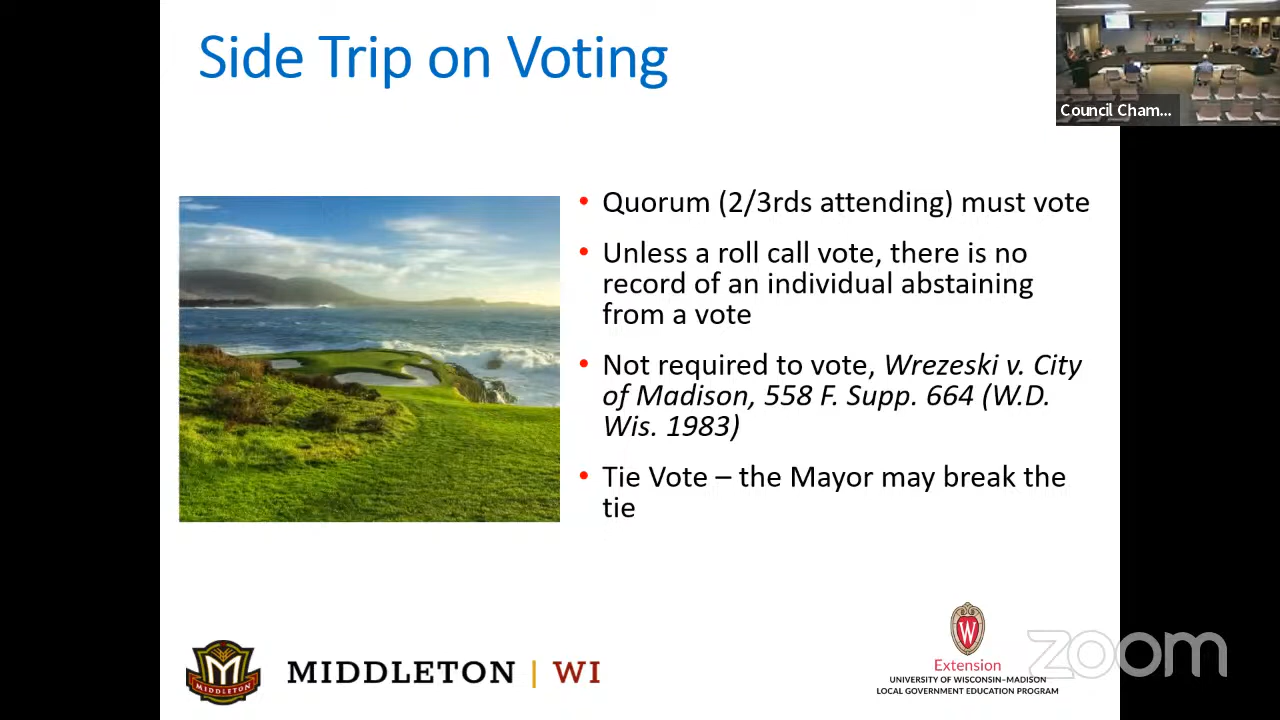 Side Trip on Voting
Council Cham...
• Quorum (2/3rds attending) must vote
• Unless a roll call vote, there is no
record of an individual abstaining
from a vote
• Not required to vote, Wrezeski v. City
of Madison, 558 F. Supp. 664 (W.D.
Wis. 1983)
• Tie Vote – the Mayor may break the
tie
M
MIDDLETON
MIDDLETON | WI
W
Extension
UNIVERSITY OF WISCONSIN–MADISON
LOCAL GOVERNMENT EDUCATION PROGRAM
zoom